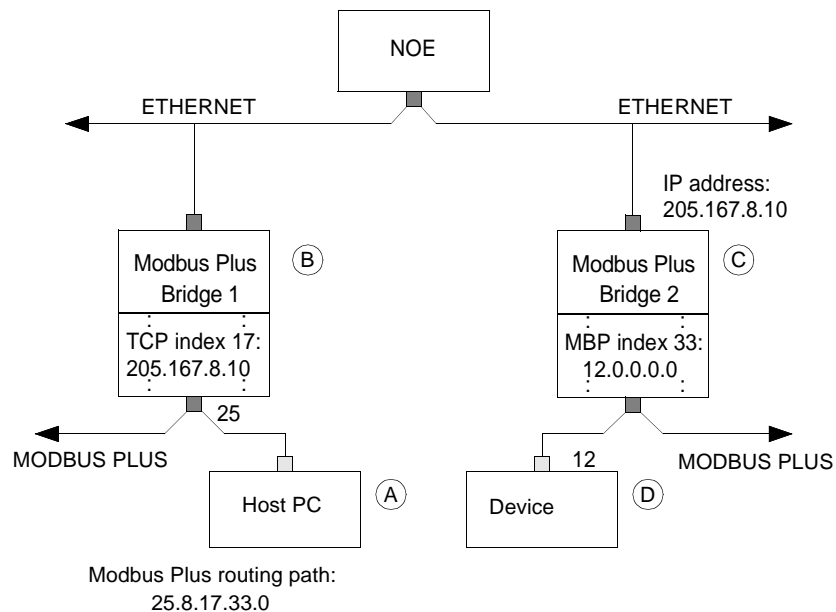 NOE
ETHERNET
ETHERNET
IP address:
205.167.8.10
Modbus Plus
Bridge 1
B
Modbus Plus
Bridge 2
C
TCP index 17:
205.167.8.10
MBP index 33:
12.0.0.0.0
25
MODBUS PLUS
12
MODBUS PLUS
Host PC
A
Device
D
Modbus Plus routing path:
25.8.17.33.0